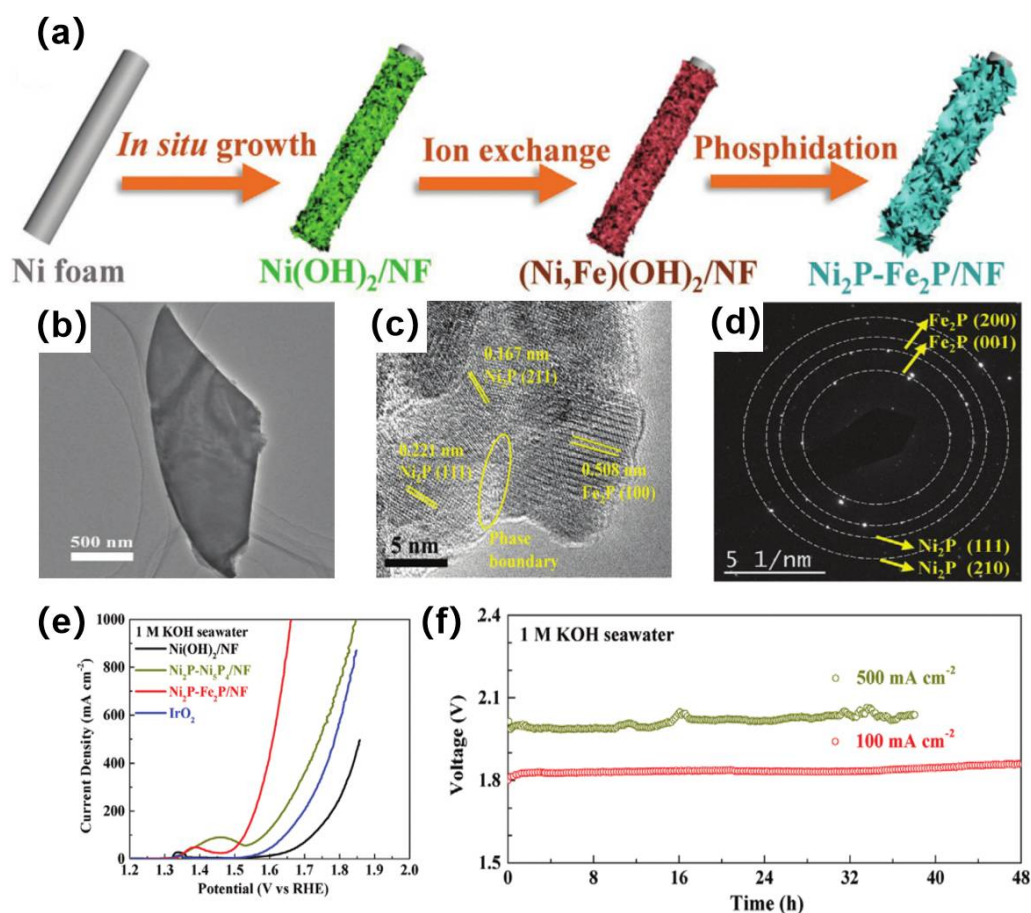 (a)
In situ growth
Ion exchange
Phosphidation
Ni foam
Ni(OH)₂/NF
(Ni,Fe)(OH)₂/NF
Ni₂P-Fe₂P/NF
(b)
500 nm
(c)
0.167 nm
Ni₂P (211)
0.221 nm
Ni₂P (111)
0.508 nm
Fe₂P (100)
Phase
boundary
5 nm
(d)
Fe₂P (200)
Fe₂P (001)
Ni₂P (111)
Ni₂P (210)
5 1/nm
(e)
1 M KOH seawater
Ni(OH)₂/NF
Ni₂P-Ni₅P₄/NF
Ni₂P-Fe₂P/NF
IrO₂
Current Density (mA cm⁻²)
1000
800
600
400
200
0
1.2 1.3 1.4 1.5 1.6 1.7 1.8 1.9 2.0
Potential (V vs RHE)
(f)
1 M KOH seawater
500 mA cm⁻²
100 mA cm⁻²
Voltage (V)
2.4
2.1
1.8
1.5
0 8 16 24 32 40 48
Time (h)